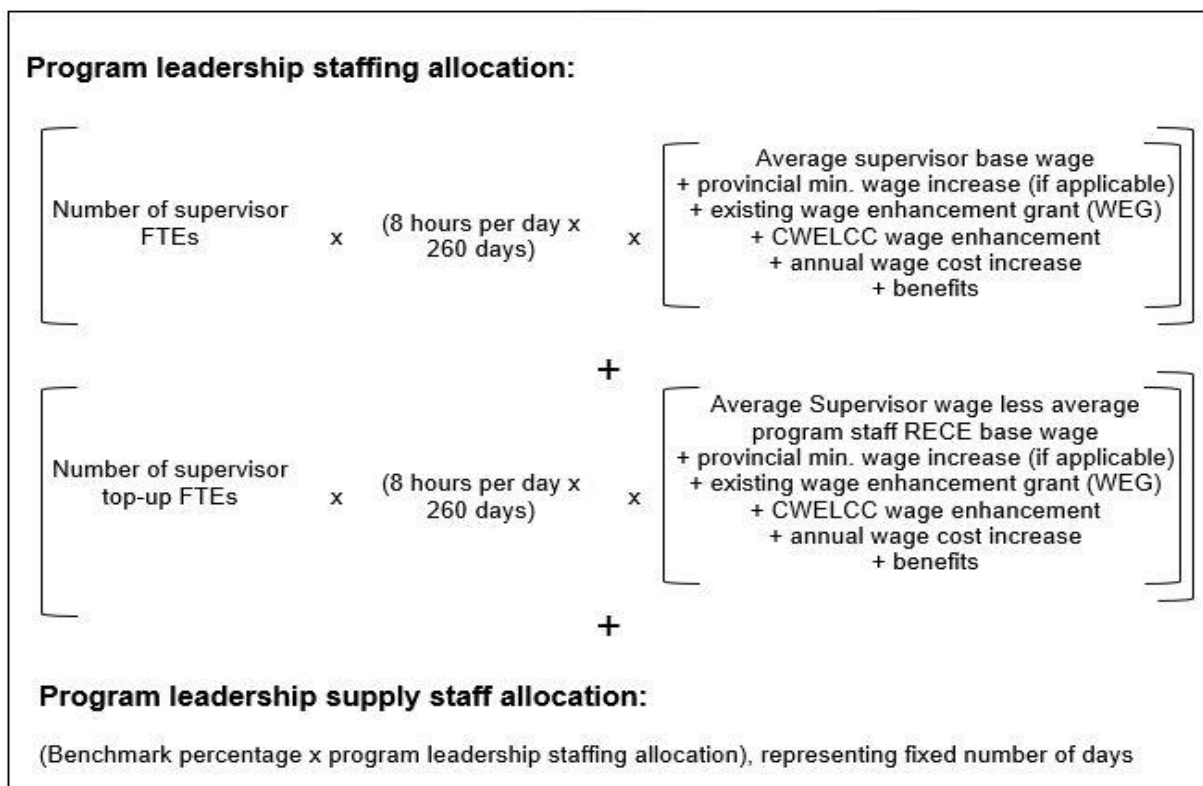 Program leadership staffing allocation:
Number of supervisor
FTEs
x
(8 hours per day x
260 days)
x
Average supervisor base wage
+ provincial min. wage increase (if applicable)
+ existing wage enhancement grant (WEG)
+ CWELCC wage enhancement
+ annual wage cost increase
+ benefits
+
Number of supervisor
top-up FTEs
x
(8 hours per day x
260 days)
x
Average Supervisor wage less average
program staff RECE base wage
+ provincial min. wage increase (if applicable)
+ existing wage enhancement grant (WEG)
+ CWELCC wage enhancement
+ annual wage cost increase
+ benefits
+
Program leadership supply staff allocation:
(Benchmark percentage x program leadership staffing allocation), representing fixed number of days